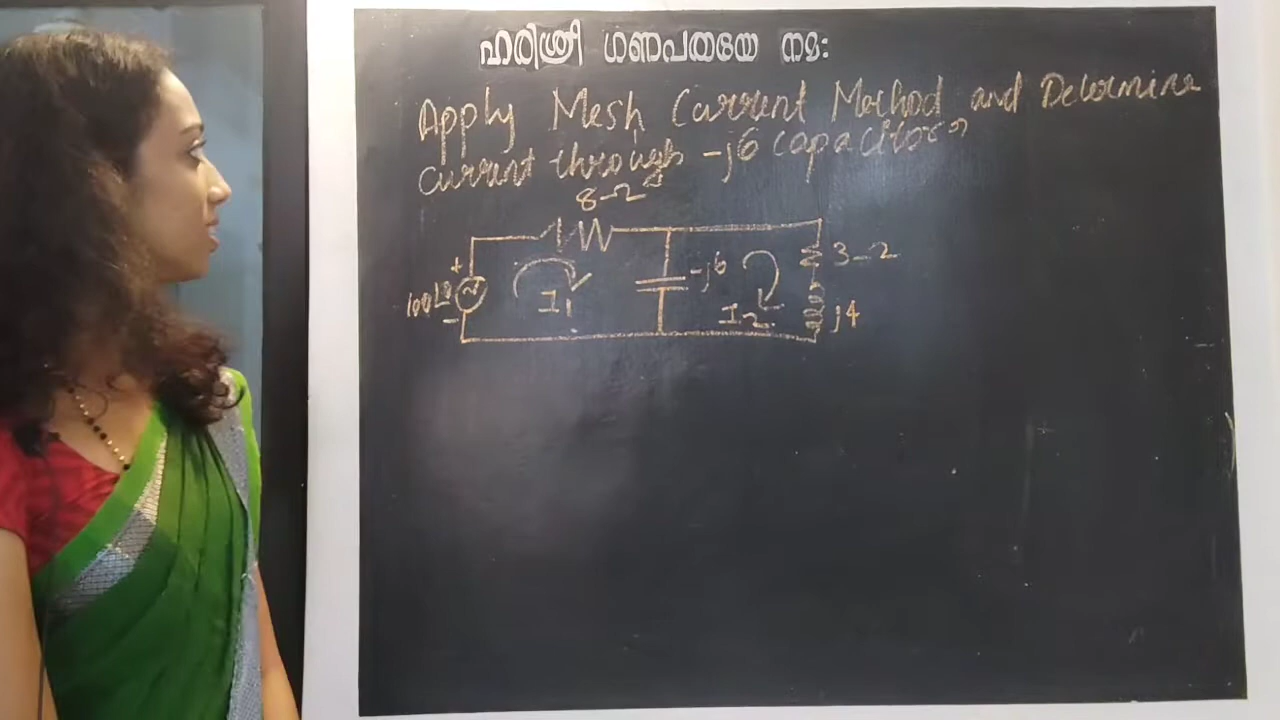 ഹരിശ്രീ ഗണപതയേ നമഃ
Apply Mesh Current Method and Determine
current through -j6 capacitor?
8Ω
+
100∠0
-
I1
-j6
I2
3Ω
j4